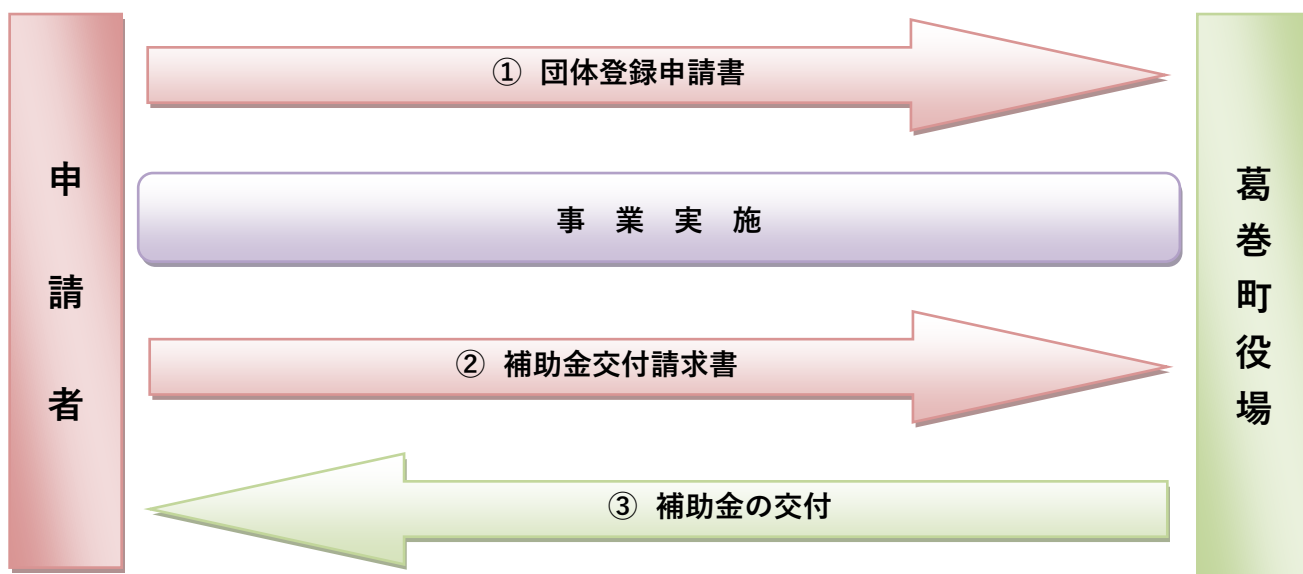 申請者
① 団体登録申請書
事業実施
② 補助金交付請求書
③ 補助金の交付
葛巻町役場